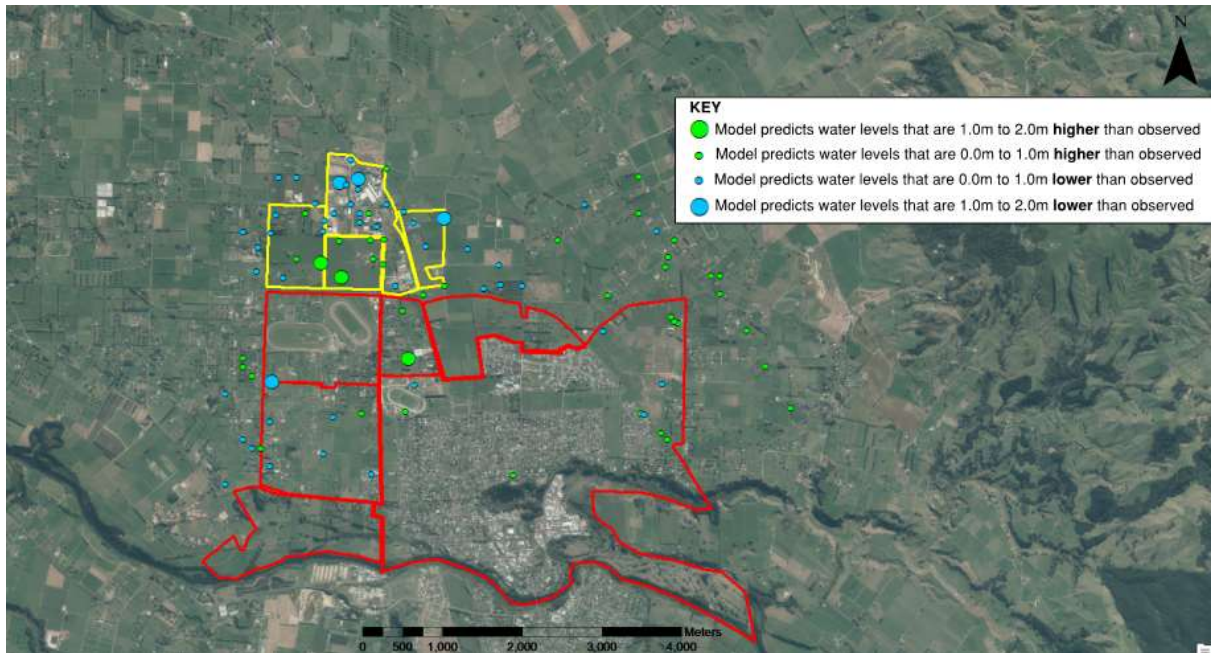 N
KEY
Model predicts water levels that are 1.0m to 2.0m higher than observed
Model predicts water levels that are 0.0m to 1.0m higher than observed
Model predicts water levels that are 0.0m to 1.0m lower than observed
Model predicts water levels that are 1.0m to 2.0m lower than observed
Meters
0 500 1,000 2,000 3,000 4,000